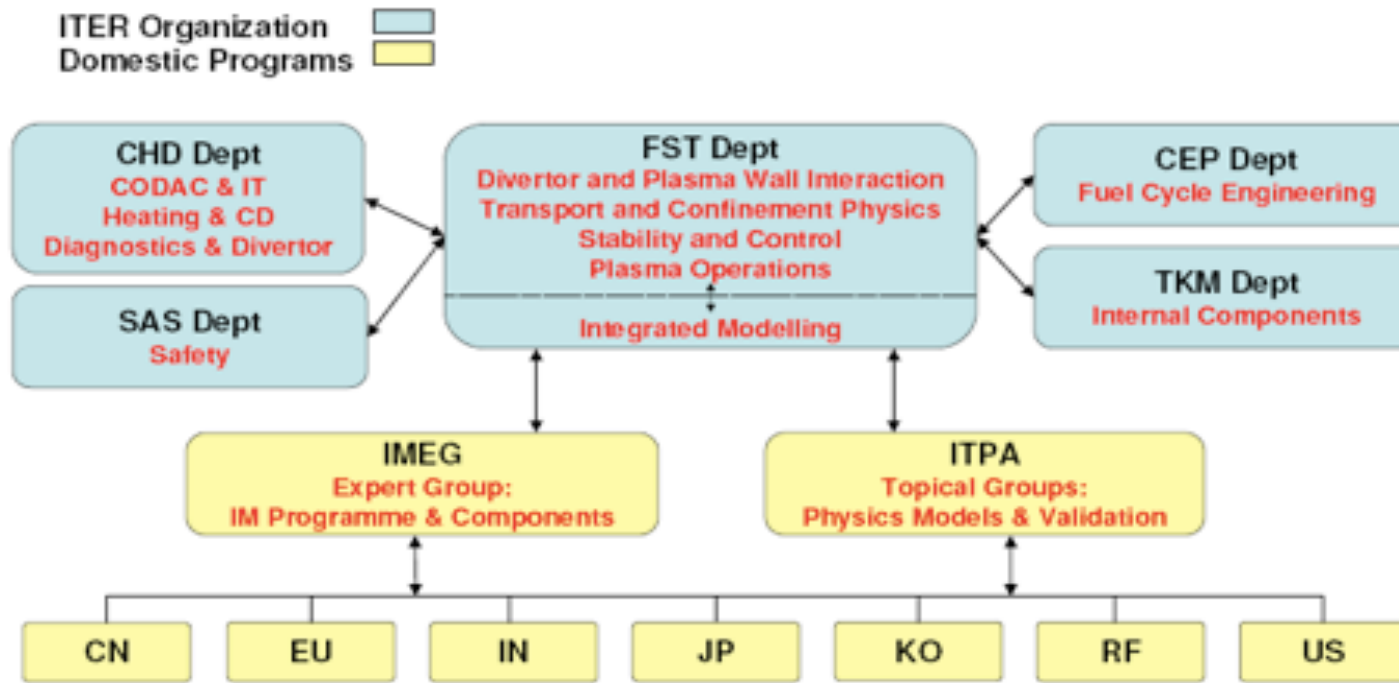 ITER Organization
Domestic Programs
CHD Dept
CODAC & IT
Heating & CD
Diagnostics & Divertor
SAS Dept
Safety
FST Dept
Divertor and Plasma Wall Interaction
Transport and Confinement Physics
Stability and Control
Plasma Operations
Integrated Modelling
CEP Dept
Fuel Cycle Engineering
TKM Dept
Internal Components
IMEG
Expert Group:
IM Programme & Components
ITPA
Topical Groups:
Physics Models & Validation
CN
EU
IN
JP
KO
RF
US